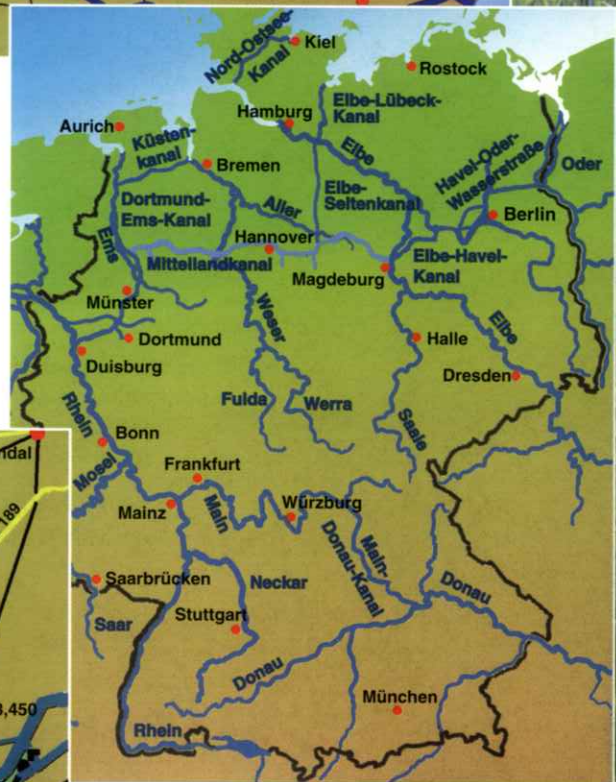 Nord-Ostsee-
Kanal
Kiel
Rostock
Hamburg
Elbe-Lübeck-
Kanal
Aurich
Küsten-
kanal
Bremen
Elbe
Havel-Oder-
Wasserstraße
Oder
Dortmund-
Ems-Kanal
Aller
Elbe-
Seitenkanal
Berlin
Ems
Hannover
Mittellandkanal
Magdeburg
Elbe-Havel-
Kanal
Münster
Weser
Dortmund
Halle
Elbe
Duisburg
Dresden
Fulda
Werra
Rhein
Saale
Bonn
ndal
Mosel
Frankfurt
189
Mainz
Main
Würzburg
Main-
Donau-Kanal
Saarbrücken
Neckar
Donau
Saar
Stuttgart
Donau
München
3,450
Rhein